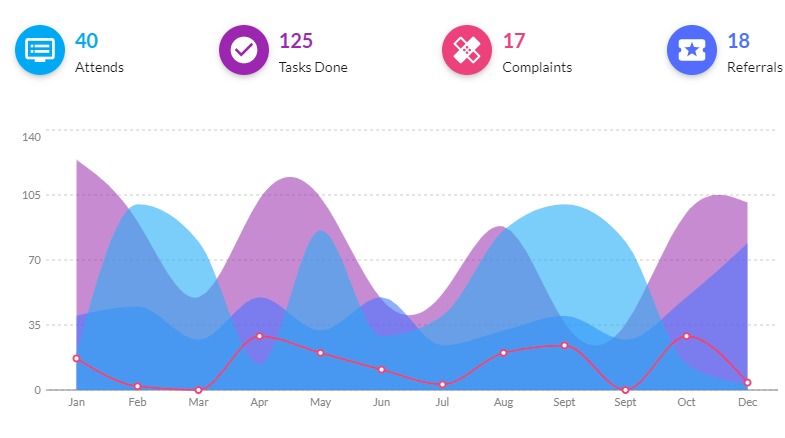 40
Attends
125
Tasks Done
17
Complaints
18
Referrals
140
105
70
35
0
Jan Feb Mar Apr May Jun Jul Aug Sept Sept Oct Dec